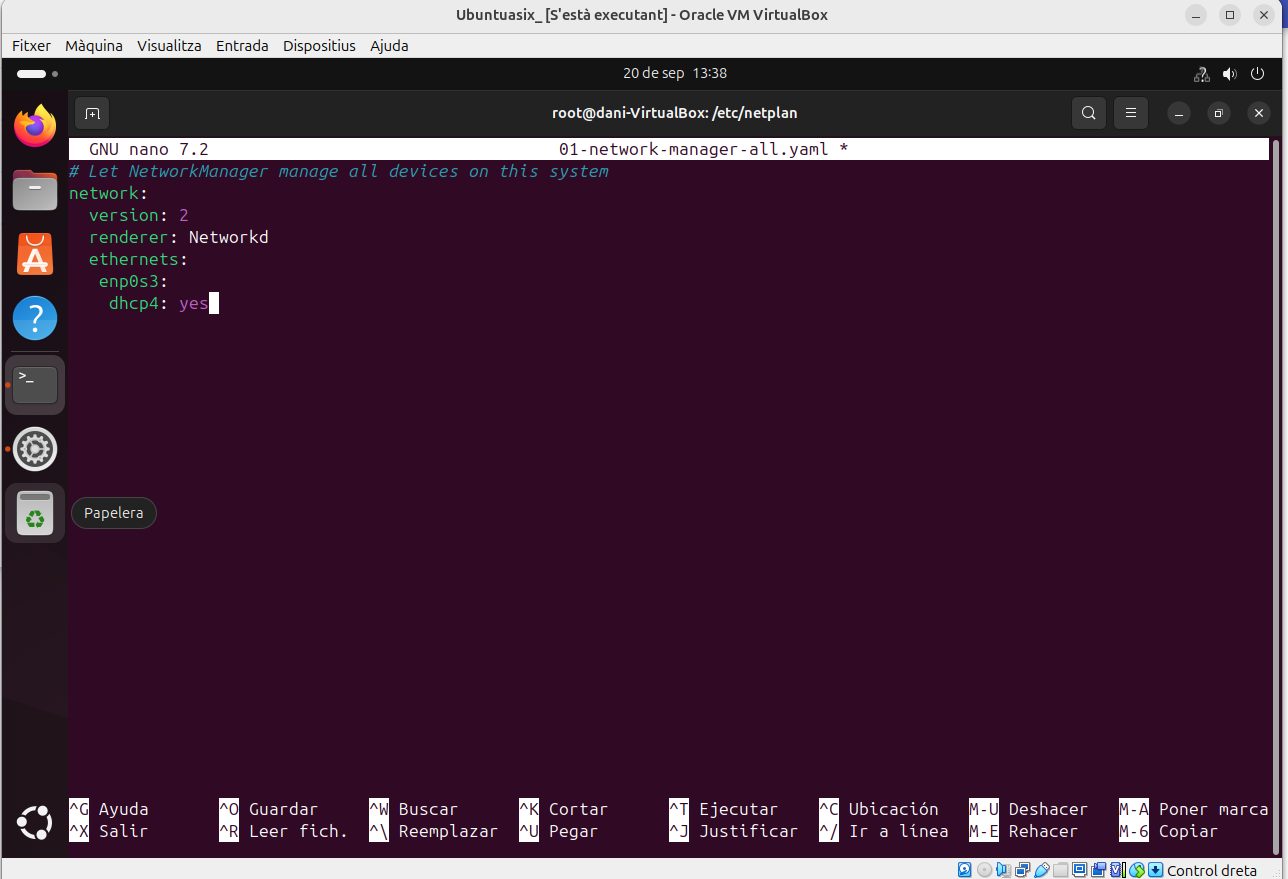 Ubuntuasix_ [S'està executant] - Oracle VM VirtualBox
Fitxer Màquina Visualitza Entrada Dispositius Ajuda
20 de sep 13:38
root@dani-VirtualBox: /etc/netplan
GNU nano 7.2 01-network-manager-all.yaml *
# Let NetworkManager manage all devices on this system
network:
  version: 2
  renderer: Networkd
  ethernets:
   enp0s3:
    dhcp4: yes
Papelera
^G Ayuda ^O Guardar ^W Buscar ^K Cortar ^T Ejecutar ^C Ubicación M-U Deshacer M-A Poner marca
^X Salir ^R Leer fich. ^\ Reemplazar ^U Pegar ^J Justificar ^/ Ir a línea M-E Rehacer M-6 Copiar
Control dreta